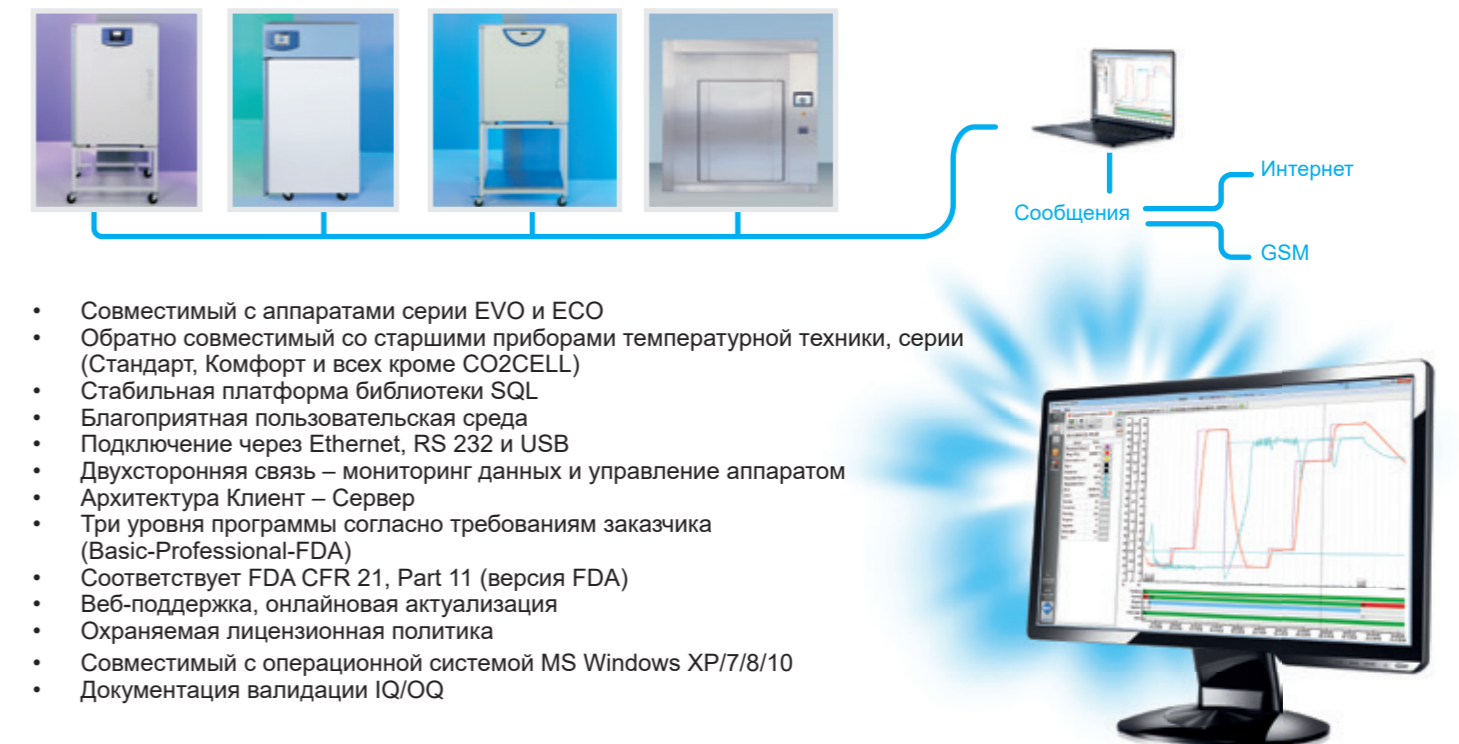 Durocell
Интернет
Сообщения
GSM
• Совместимый с аппаратами серии EVO и ECO
• Обратно совместимый со старшими приборами температурной техники, серии
(Стандарт, Комфорт и всех кроме CO2CELL)
• Стабильная платформа библиотеки SQL
• Благоприятная пользовательская среда
• Подключение через Ethernet, RS 232 и USB
• Двухсторонняя связь – мониторинг данных и управление аппаратом
• Архитектура Клиент – Сервер
• Три уровня программы согласно требованиям заказчика
(Basic-Professional-FDA)
• Соответствует FDA CFR 21, Part 11 (версия FDA)
• Веб-поддержка, онлайновая актуализация
• Охраняемая лицензионная политика
• Совместимый с операционной системой MS Windows XP/7/8/10
• Документация валидации IQ/OQ